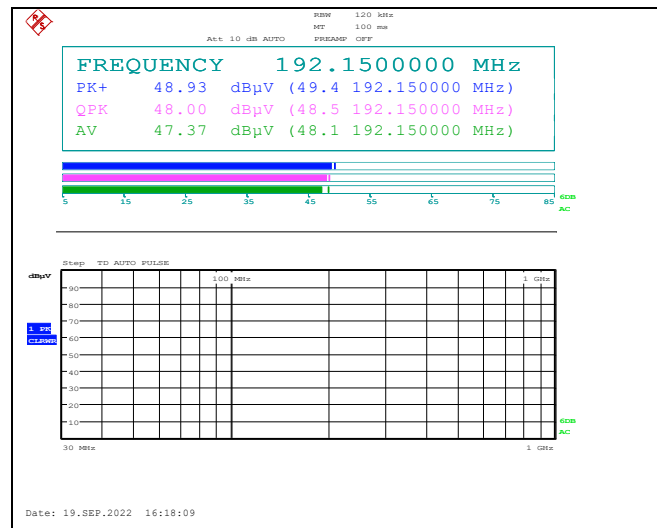 R S
RBW 120 kHz
MT 100 ms
Att 10 dB AUTO PREAMP OFF
FREQUENCY 192.1500000 MHz
PK+ 48.93 dBµV (49.4 192.150000 MHz)
QPK 48.00 dBµV (48.5 192.150000 MHz)
AV 47.37 dBµV (48.1 192.150000 MHz)
5 15 25 35 45 55 65 75 85
6DB
AC
Step TD AUTO PULSE
dBµV
100 MHz 1 GHz
90
80
70
1 PK
CLRWR
60
50
40
30
20
10
6DB
AC
30 MHz 1 GHz
Date: 19.SEP.2022 16:18:09